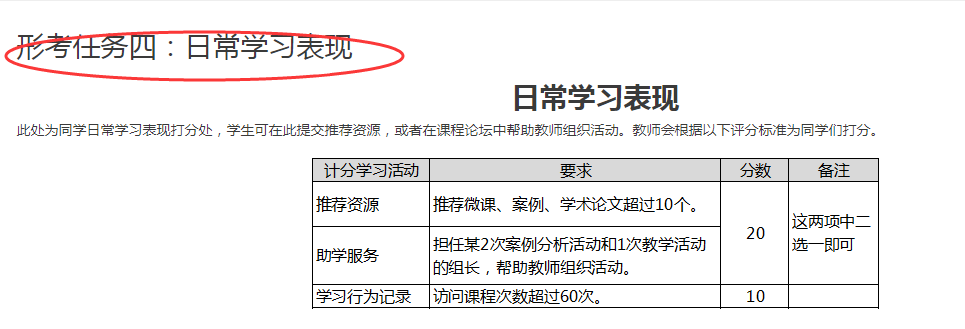 形考任务四：日常学习表现
日常学习表现
此处为同学日常学习表现打分处，学生可在此提交推荐资源，或者在课程论坛中帮助教师组织活动。教师会根据以下评分标准为同学们打分。
计分学习活动 要求 分数 备注
推荐资源 推荐微课、案例、学术论文超过10个。
20
这两项中二
选一即可
助学服务
担任某2次案例分析活动和1次教学活动
的组长，帮助教师组织活动。
学习行为记录 访问课程次数超过60次。 10